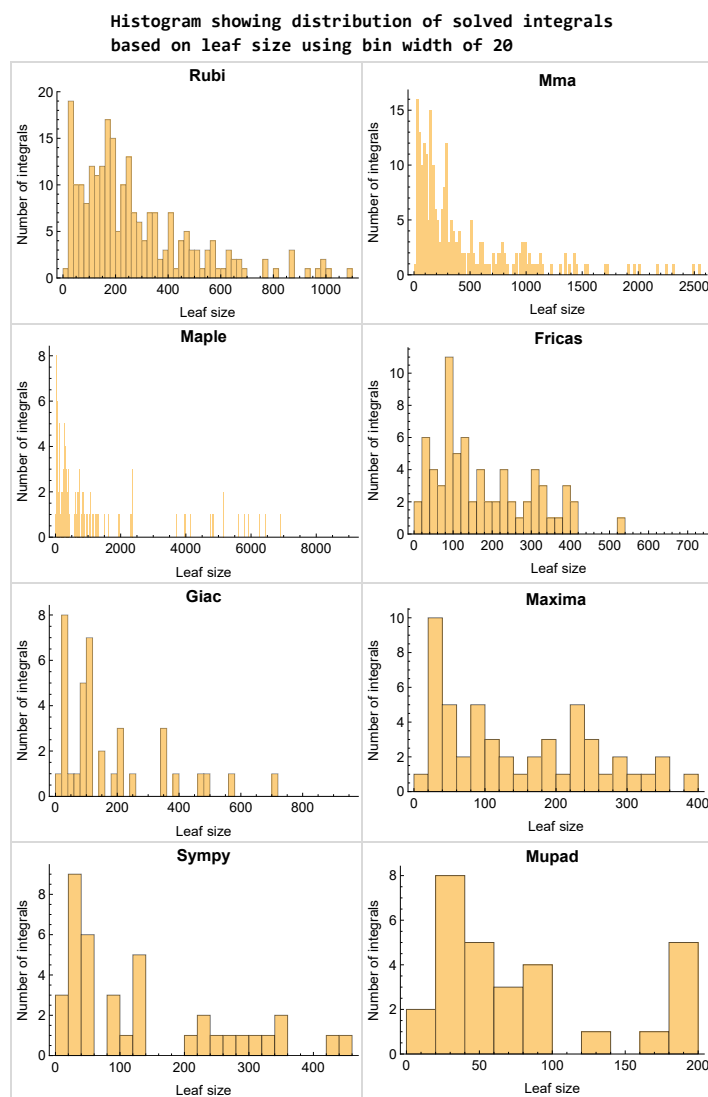 Histogram showing distribution of solved integrals
based on leaf size using bin width of 20
Rubi
Number of integrals
20
15
10
5
0
0 200 400 600 800 1000
Leaf size
Mma
Number of integrals
15
10
5
0
0 500 1000 1500 2000 2500
Leaf size
Maple
Number of integrals
8
6
4
2
0
0 2000 4000 6000 8000
Leaf size
Fricas
Number of integrals
10
8
6
4
2
0
0 100 200 300 400 500 600 700
Leaf size
Giac
Number of integrals
8
6
4
2
0
0 200 400 600 800
Leaf size
Maxima
Number of integrals
10
8
6
4
2
0
0 100 200 300 400
Leaf size
Sympy
Number of integrals
8
6
4
2
0
0 100 200 300 400
Leaf size
Mupad
Number of integrals
8
6
4
2
0
0 50 100 150 200
Leaf size